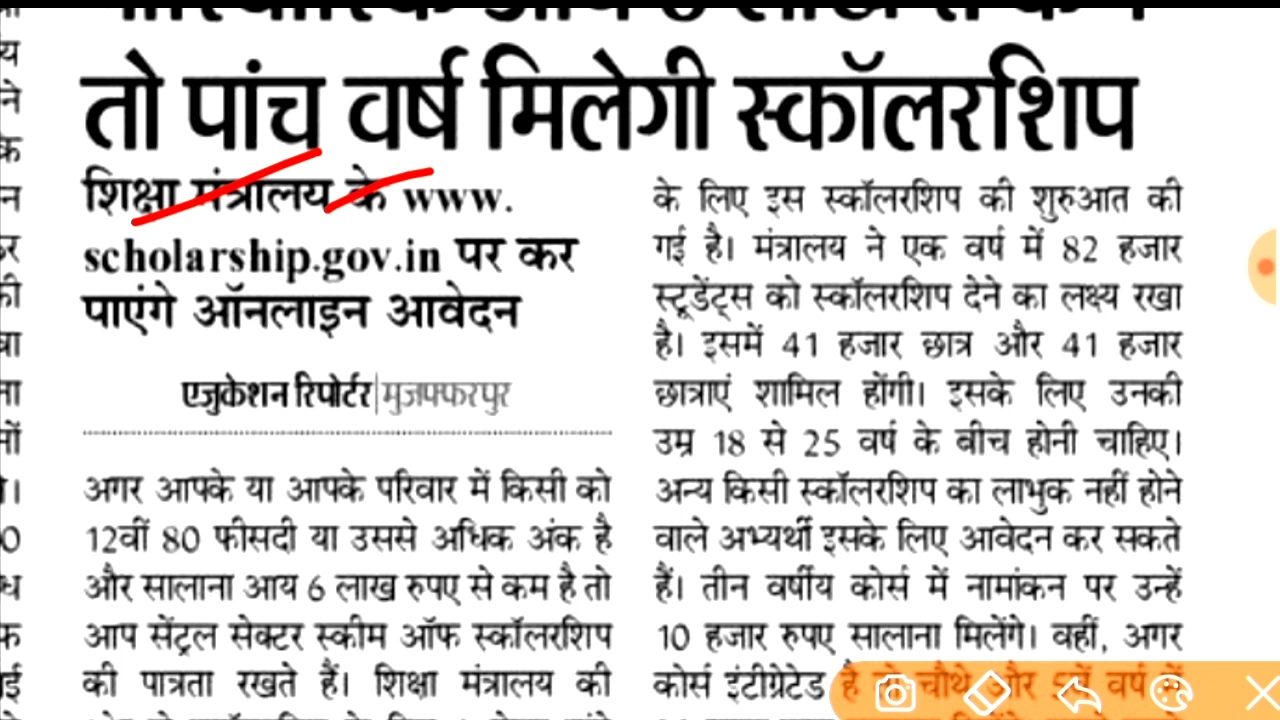 तो पांच वर्ष मिलेगी स्कॉलरशिप
शिक्षा मंत्रालय के www.
scholarship.gov.in पर कर
पाएंगे ऑनलाइन आवेदन
एजुकेशन रिपोर्टर|मुजफ्फरपुर
अगर आपके या आपके परिवार में किसी को
12वीं 80 फीसदी या उससे अधिक अंक है
और सालाना आय 6 लाख रुपए से कम है तो
आप सेंट्रल सेक्टर स्कीम ऑफ स्कॉलरशिप
की पात्रता रखते हैं। शिक्षा मंत्रालय की
के लिए इस स्कॉलरशिप की शुरुआत की
गई है। मंत्रालय ने एक वर्ष में 82 हजार
स्टूडेंट्स को स्कॉलरशिप देने का लक्ष्य रखा
है। इसमें 41 हजार छात्र और 41 हजार
छात्राएं शामिल होंगी। इसके लिए उनकी
उम्र 18 से 25 वर्ष के बीच होनी चाहिए।
अन्य किसी स्कॉलरशिप का लाभुक नहीं होने
वाले अभ्यर्थी इसके लिए आवेदन कर सकते
हैं। तीन वर्षीय कोर्स में नामांकन पर उन्हें
10 हजार रुपए सालाना मिलेंगे। वहीं, अगर
कोर्स इंटीग्रेटेड है तो चौथे और 5वें वर्ष में